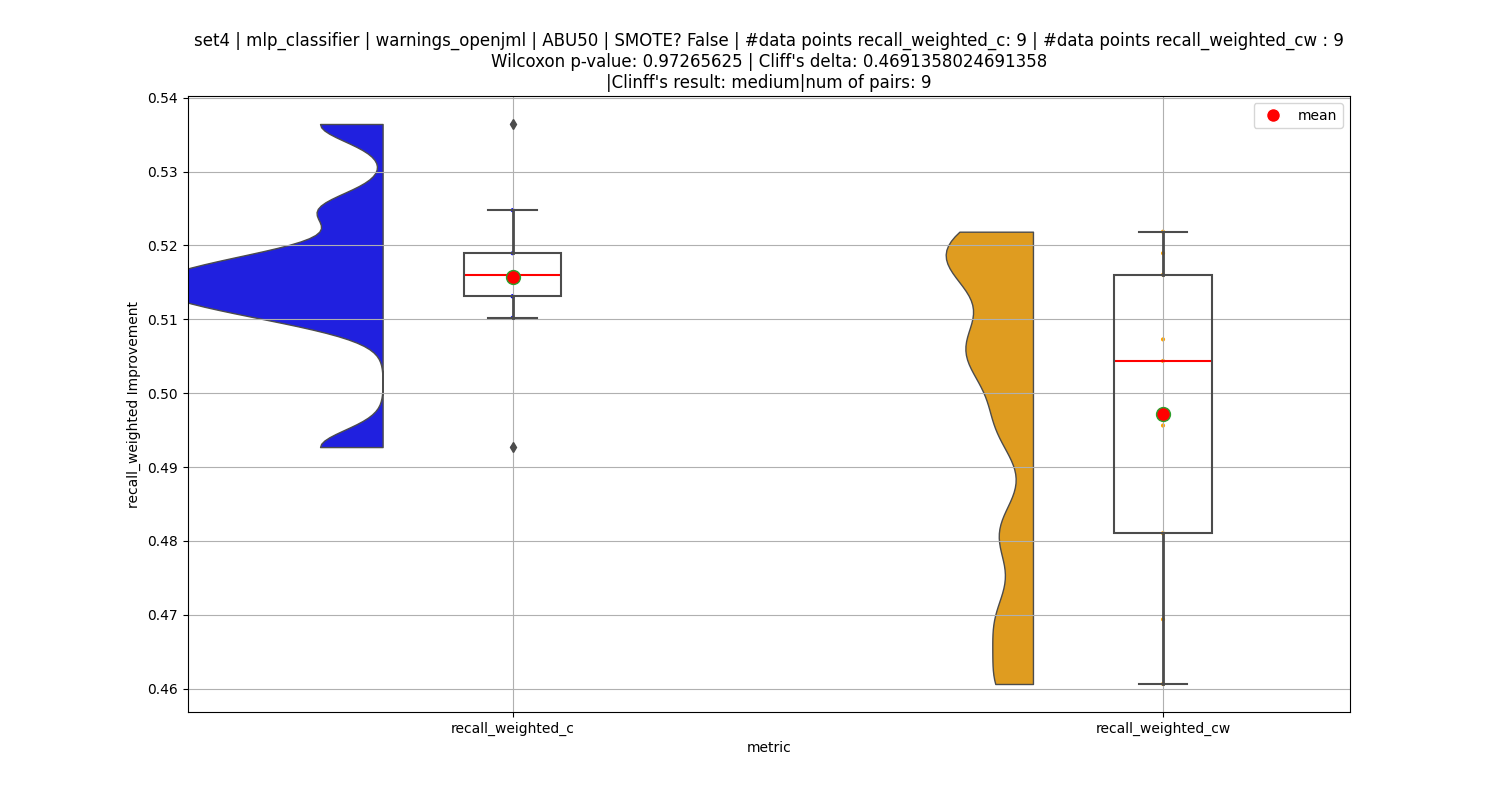 set4 | mlp_classifier | warnings_openjml | ABU50 | SMOTE? False | #data points recall_weighted_c: 9 | #data points recall_weighted_cw : 9
Wilcoxon p-value: 0.97265625 | Cliff's delta: 0.4691358024691358
|Clinff's result: medium|num of pairs: 9
mean
0.54
0.53
0.52
0.51
0.50
0.49
0.48
0.47
0.46
recall_weighted Improvement
recall_weighted_c
recall_weighted_cw
metric